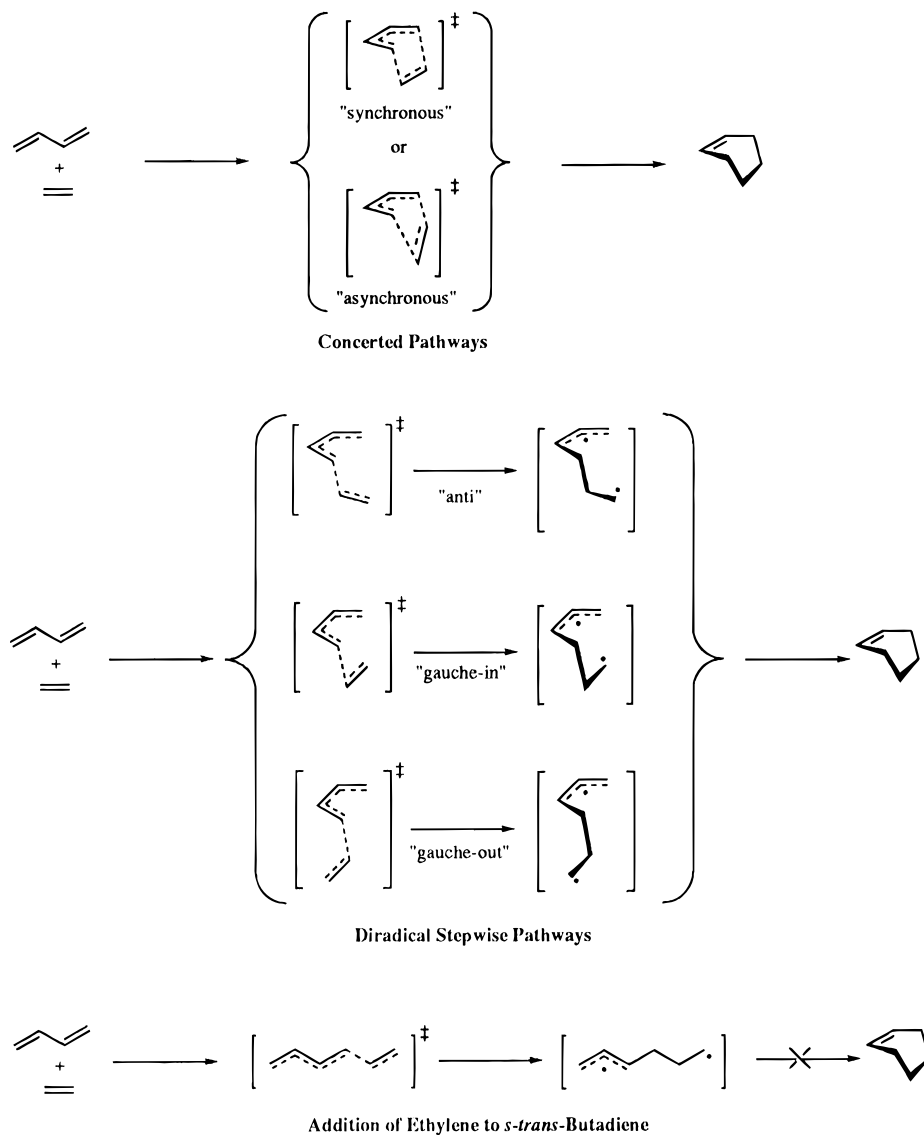 ‡
"synchronous"
or
+
‡
"asynchronous"
Concerted Pathways
‡
"anti"
‡
+
"gauche-in"
‡
"gauche-out"
Diradical Stepwise Pathways
‡
+
Addition of Ethylene to s-trans-Butadiene